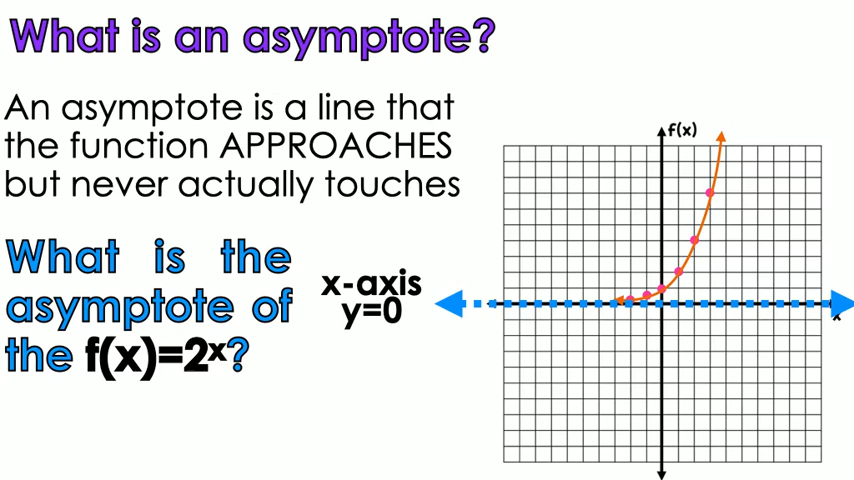 What is an asymptote?
An asymptote is a line that
the function APPROACHES
but never actually touches
What is the
asymptote of
the f(x)=2ˣ?
x-axis
y=0
f(x)
x